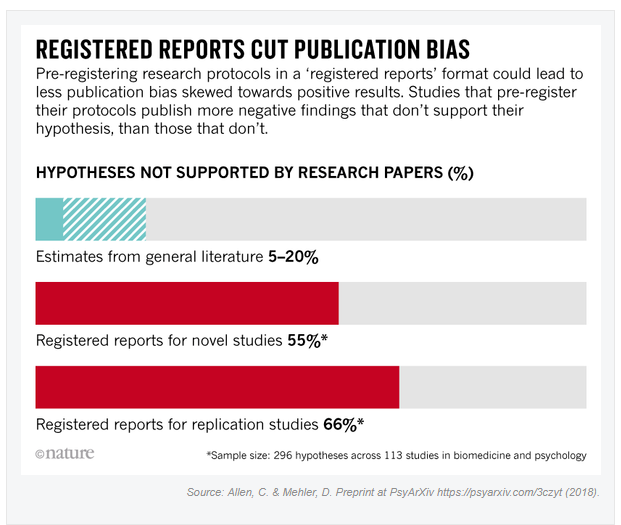 REGISTERED REPORTS CUT PUBLICATION BIAS
Pre-registering research protocols in a ‘registered reports’ format could lead to
less publication bias skewed towards positive results. Studies that pre-register
their protocols publish more negative findings that don’t support their
hypothesis, than those that don’t.
HYPOTHESES NOT SUPPORTED BY RESEARCH PAPERS (%)
Estimates from general literature 5–20%
Registered reports for novel studies 55%*
Registered reports for replication studies 66%*
©nature
*Sample size: 296 hypotheses across 113 studies in biomedicine and psychology
Source: Allen, C. & Mehler, D. Preprint at PsyArXiv https://psyarxiv.com/3czyt (2018).